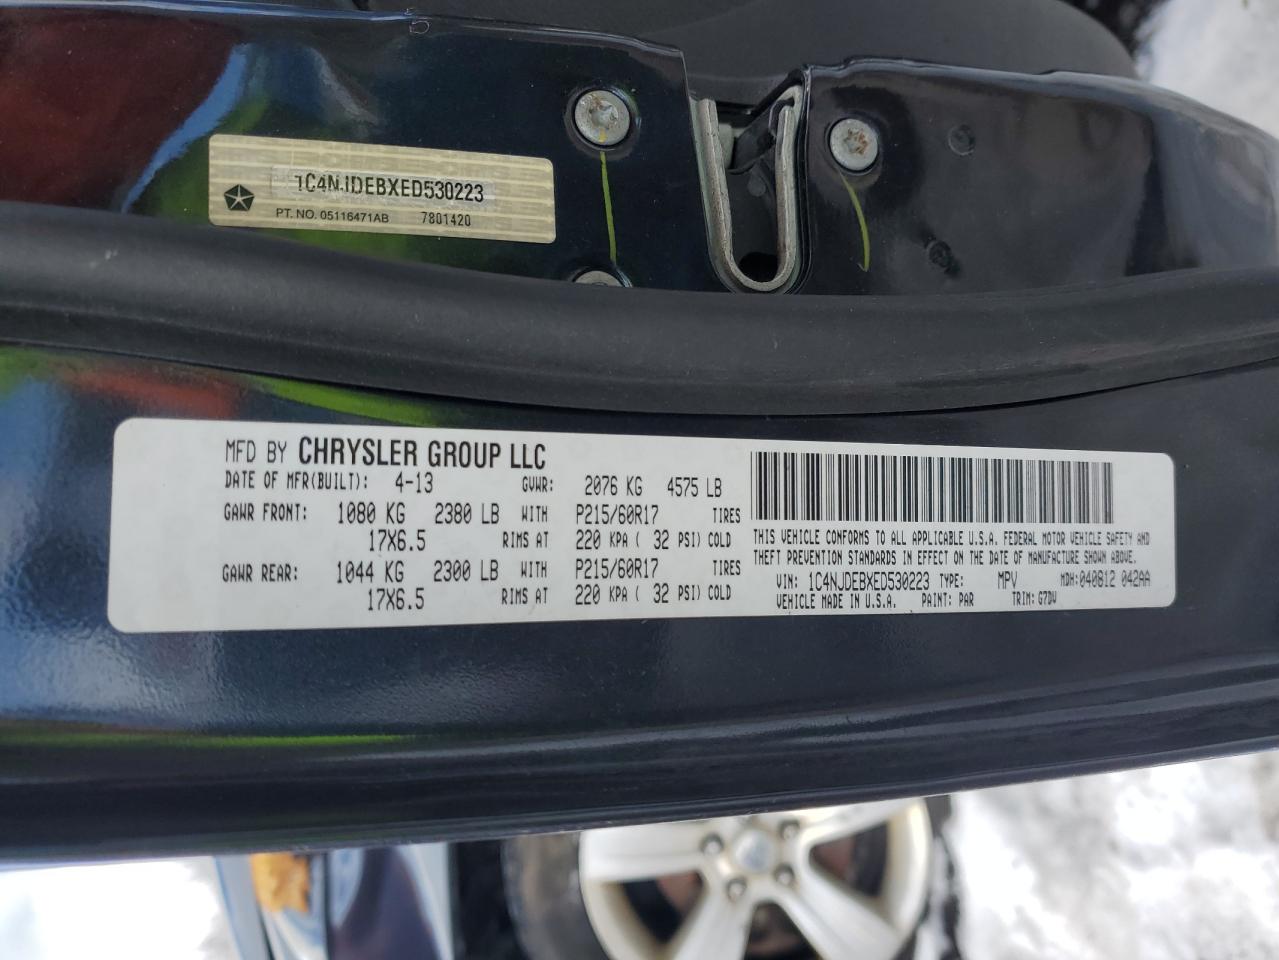 1C4NJDEBXED530223
PT. NO. 05116471AB 7801420
MFD BY CHRYSLER GROUP LLC
DATE OF MFR(BUILT): 4-13 GVWR: 2076 KG 4575 LB
GAWR FRONT: 1080 KG 2380 LB WITH P215/60R17 TIRES
17X6.5 RIMS AT 220 KPA ( 32 PSI) COLD
GAWR REAR: 1044 KG 2300 LB WITH P215/60R17 TIRES
17X6.5 RIMS AT 220 KPA ( 32 PSI) COLD
THIS VEHICLE CONFORMS TO ALL APPLICABLE U.S.A. FEDERAL MOTOR VEHICLE SAFETY AND
THEFT PREVENTION STANDARDS IN EFFECT ON THE DATE OF MANUFACTURE SHOWN ABOVE.
VIN: 1C4NJDEBXED530223 TYPE: MPV MDH: 040812 042AA
VEHICLE MADE IN U.S.A. PAINT: PAR TRIM: G7DV